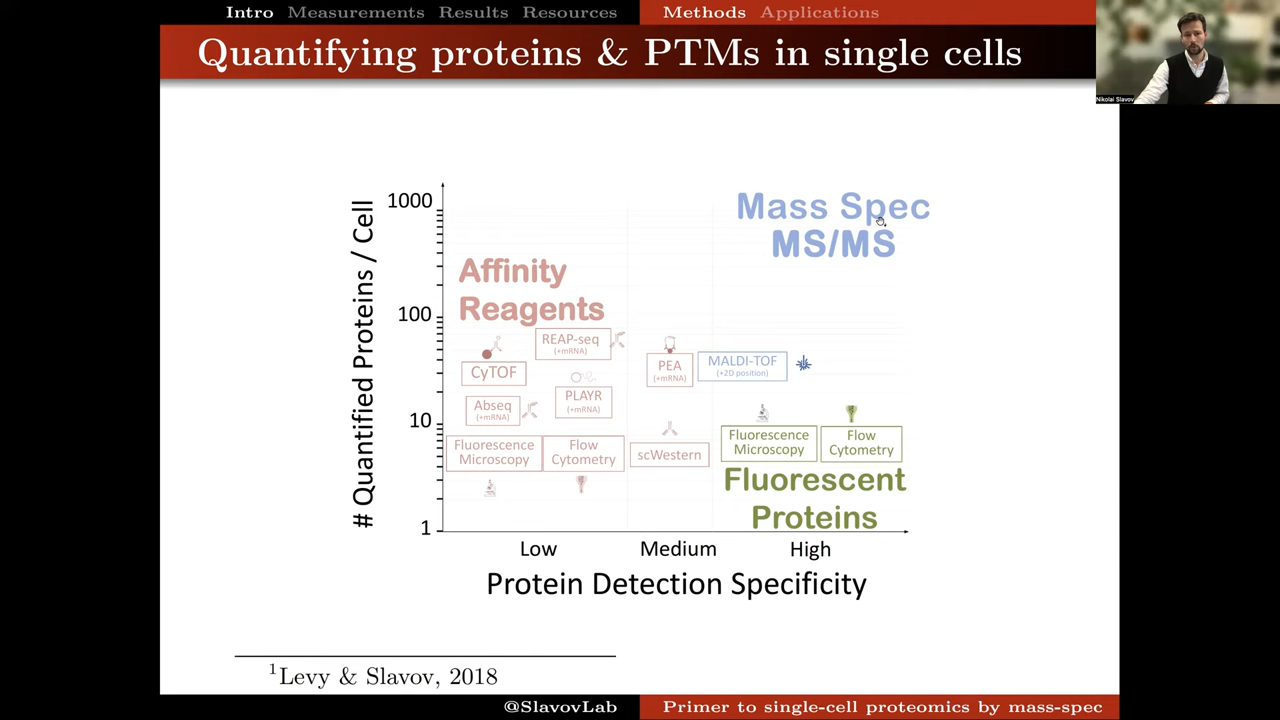 Intro Measurements Results Resources Methods Applications
Quantifying proteins & PTMs in single cells
Nikolai Slavov
# Quantified Proteins / Cell
1000
100
10
1
Mass Spec
MS/MS
Affinity
Reagents
REAP-seq
(+mRNA)
CyTOF
PEA
(+mRNA)
MALDI-TOF
(+2D position)
Abseq
(+mRNA)
PLAYR
(+mRNA)
Fluorescence
Microscopy
Flow
Cytometry
scWestern
Fluorescence
Microscopy
Flow
Cytometry
Fluorescent
Proteins
Low Medium High
Protein Detection Specificity
1Levy & Slavov, 2018
@SlavovLab Primer to single-cell proteomics by mass-spec